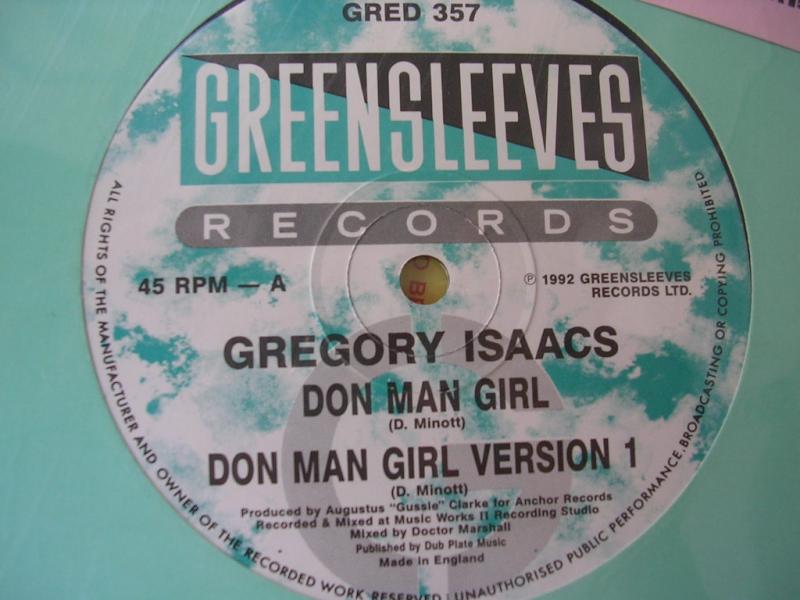 GRED 357
GREENSLEEVES
RECORDS
45 RPM — A
℗ 1992 GREENSLEEVES
RECORDS LTD.
GREGORY ISAACS
DON MAN GIRL
(D. Minott)
DON MAN GIRL VERSION 1
(D. Minott)
Produced by Augustus "Gussie" Clarke for Anchor Records
Recorded & Mixed at Music Works II Recording Studio
Mixed by Doctor Marshall
Published by Dub Plate Music
Made in England
ALL RIGHTS OF THE MANUFACTURER AND OWNER OF THE RECORDED WORK RESERVED. UNAUTHORISED PUBLIC PERFORMANCE. BROADCASTING OR COPYING PROHIBITED